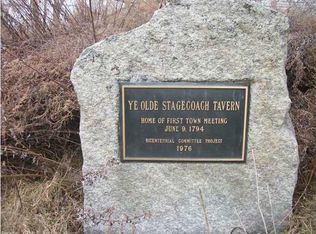 YE OLDE STAGECOACH TAVERN
HOME OF FIRST TOWN MEETING
JUNE 9, 1794
BICENTENNIAL COMMITTEE PROJECT
1976